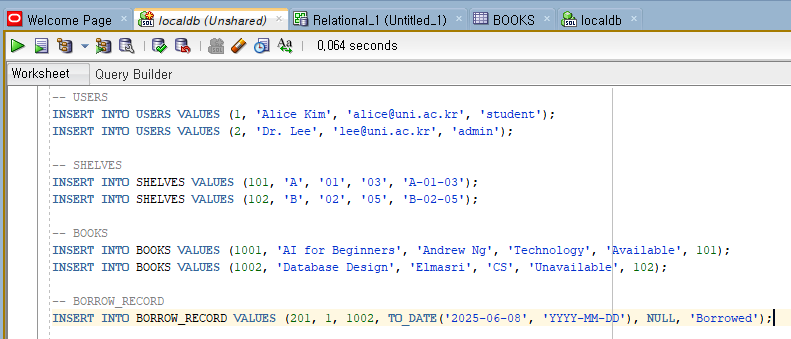 Welcome Page
localdb (Unshared)
Relational_1 (Untitled_1)
BOOKS
localdb
0,064 seconds
Worksheet
Query Builder
-- USERS
INSERT INTO USERS VALUES (1, 'Alice Kim', 'alice@uni.ac.kr', 'student');
INSERT INTO USERS VALUES (2, 'Dr. Lee', 'lee@uni.ac.kr', 'admin');
-- SHELVES
INSERT INTO SHELVES VALUES (101, 'A', '01', '03', 'A-01-03');
INSERT INTO SHELVES VALUES (102, 'B', '02', '05', 'B-02-05');
-- BOOKS
INSERT INTO BOOKS VALUES (1001, 'AI for Beginners', 'Andrew Ng', 'Technology', 'Available', 101);
INSERT INTO BOOKS VALUES (1002, 'Database Design', 'Elmasri', 'CS', 'Unavailable', 102);
-- BORROW_RECORD
INSERT INTO BORROW_RECORD VALUES (201, 1, 1002, TO_DATE('2025-06-08', 'YYYY-MM-DD'), NULL, 'Borrowed');